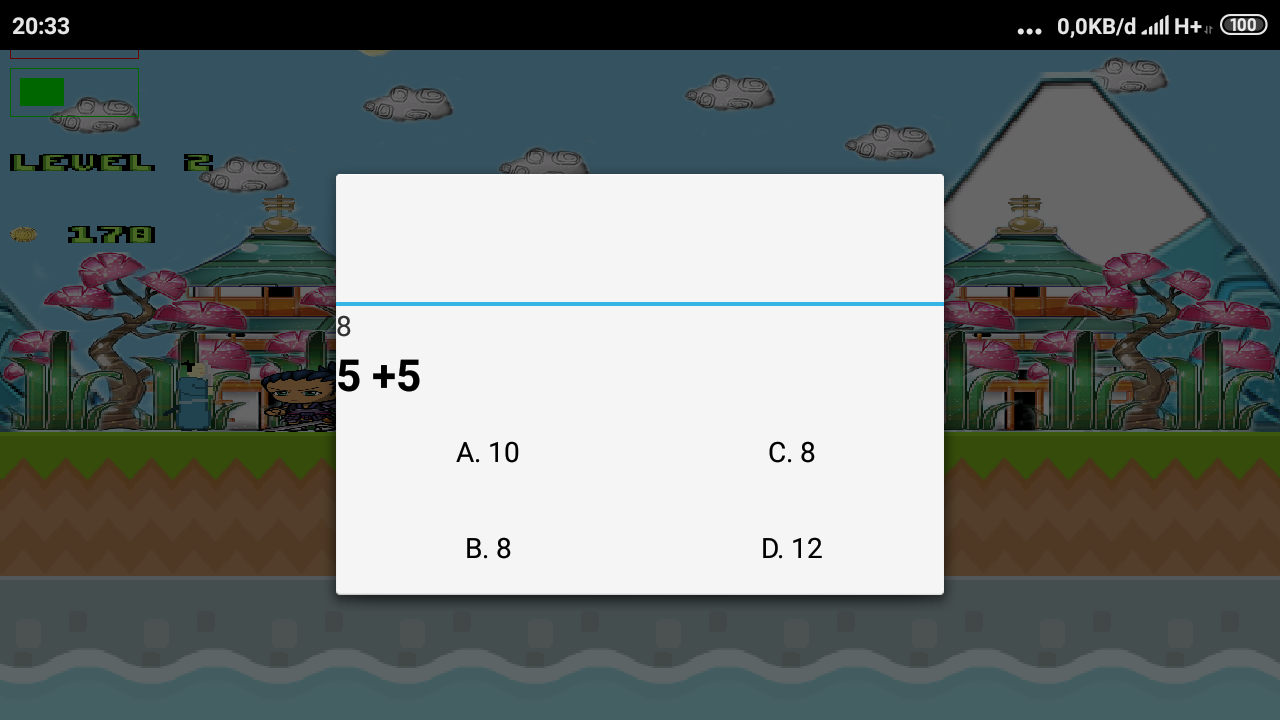 20:33
... 0,0KB/d H+ 100
LEVEL 2
170
8
5 +5
A. 10
C. 8
B. 8
D. 12